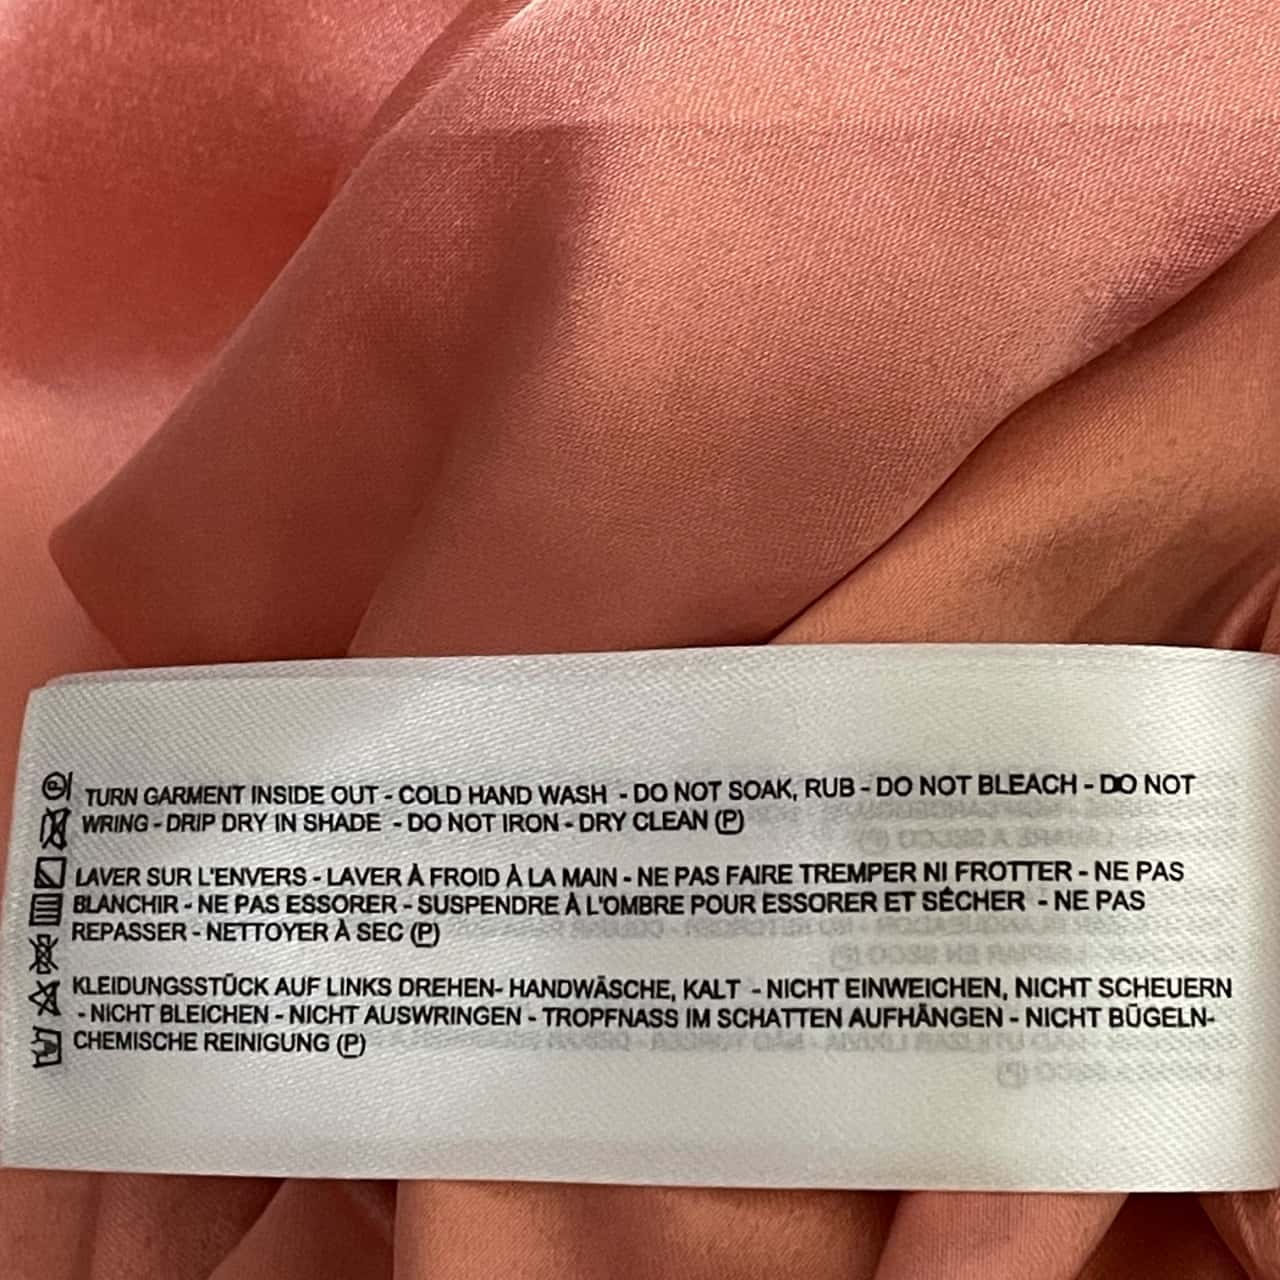 TURN GARMENT INSIDE OUT - COLD HAND WASH - DO NOT SOAK, RUB - DO NOT BLEACH - DO NOT
WRING - DRIP DRY IN SHADE - DO NOT IRON - DRY CLEAN (P)
LAVER SUR L'ENVERS - LAVER À FROID À LA MAIN - NE PAS FAIRE TREMPER NI FROTTER - NE PAS
BLANCHIR - NE PAS ESSORER - SUSPENDRE À L'OMBRE POUR ESSORER ET SÉCHER - NE PAS
REPASSER - NETTOYER À SEC (P)
KLEIDUNGSSTÜCK AUF LINKS DREHEN- HANDWÄSCHE, KALT - NICHT EINWEICHEN, NICHT SCHEUERN
- NICHT BLEICHEN - NICHT AUSWRINGEN - TROPFNASS IM SCHATTEN AUFHÄNGEN - NICHT BÜGELN-
CHEMISCHE REINIGUNG (P)